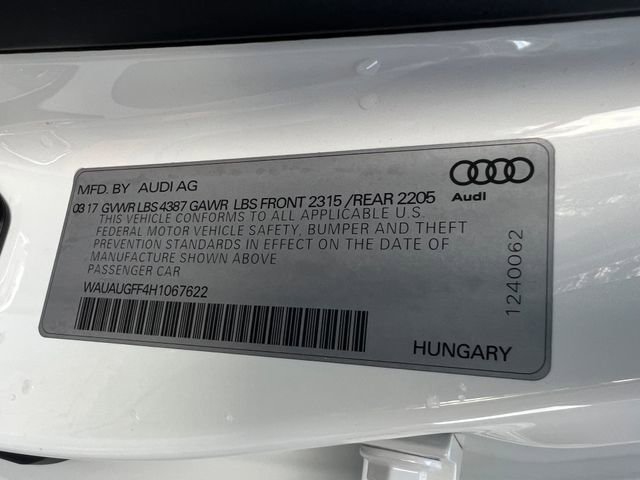 MFD. BY AUDI AG
03 17 GVWR LBS 4387 GAWR LBS FRONT 2315 /REAR 2205
THIS VEHICLE CONFORMS TO ALL APPLICABLE U.S.
FEDERAL MOTOR VEHICLE SAFETY, BUMPER AND THEFT
PREVENTION STANDARDS IN EFFECT ON THE DATE OF
MANUFACTURE SHOWN ABOVE
PASSENGER CAR
WAUAUGFF4H1067622
Audi
1240062
HUNGARY